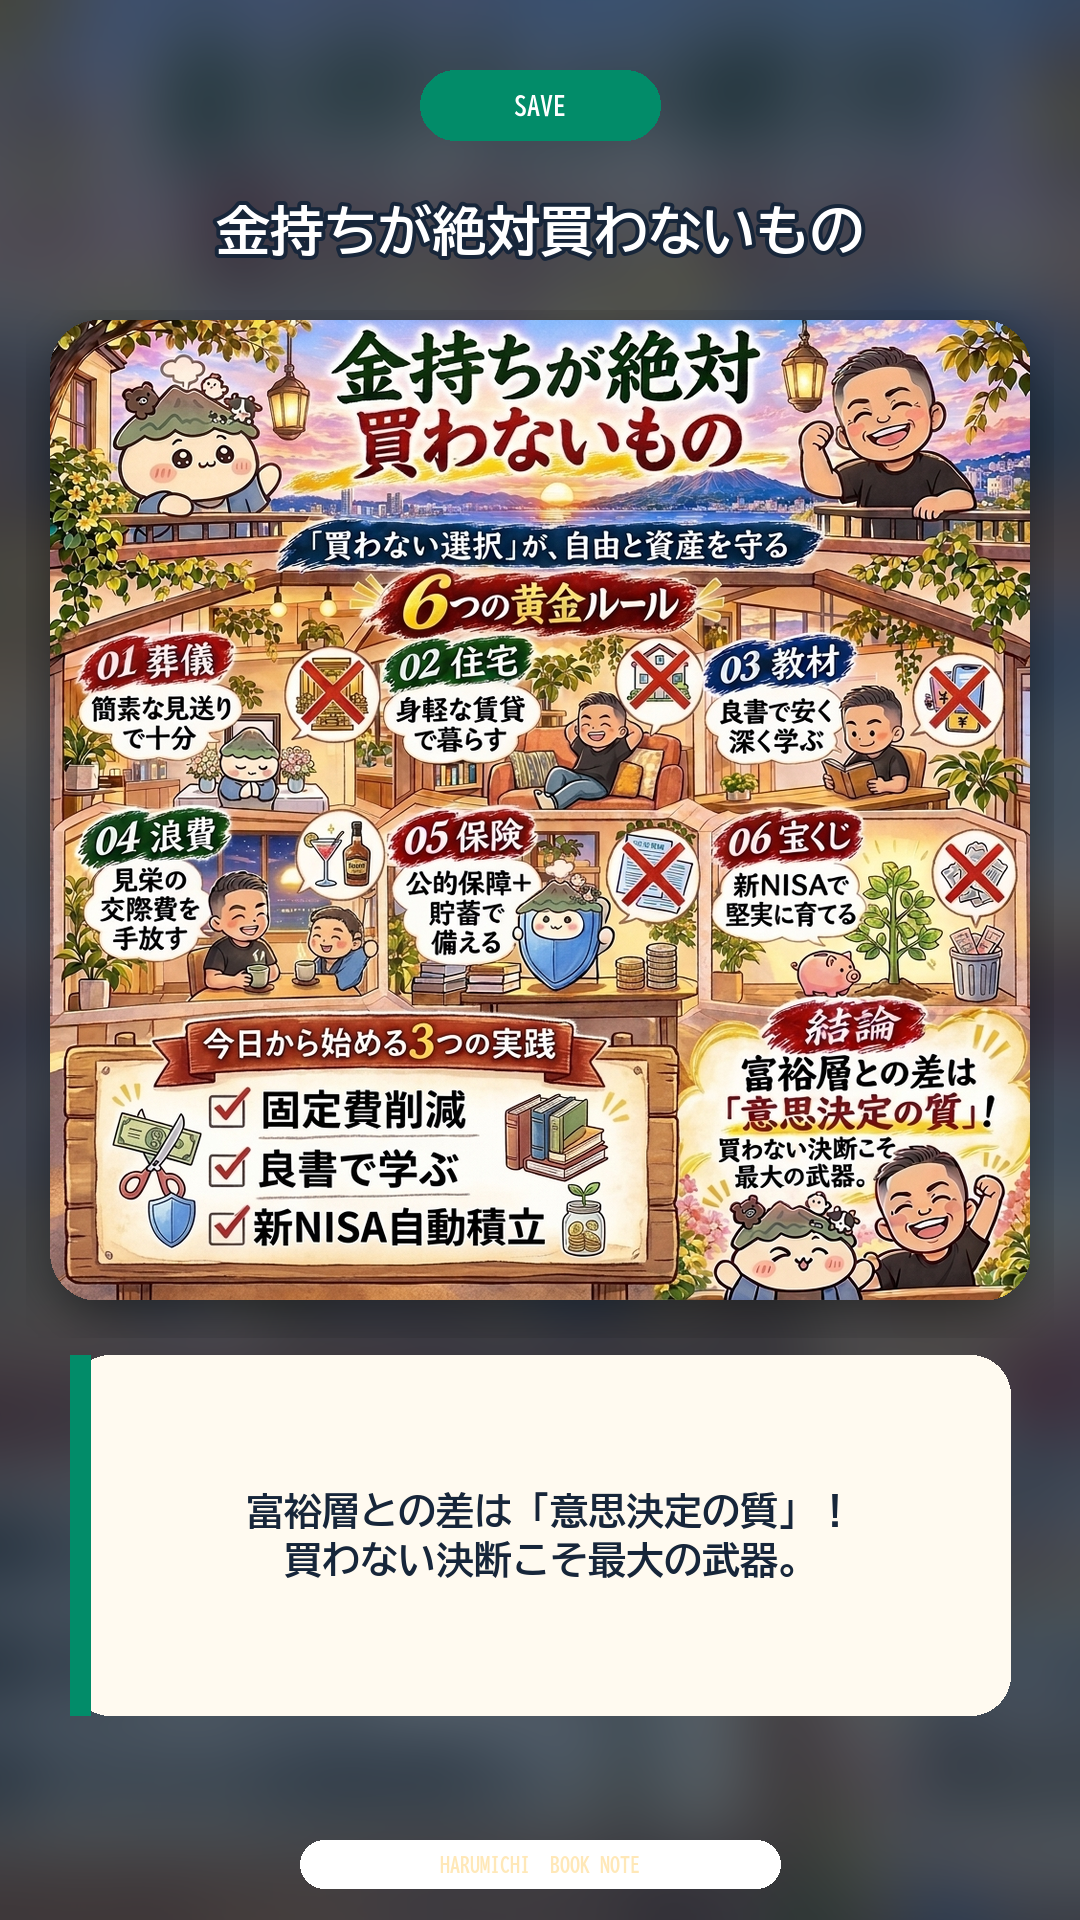 SAVE
金持ちが絶対買わないもの
金持ちが絶対
買わないもの
「買わない選択」が、自由と資産を守る
6つの黄金ルール
01 葬儀
簡素な見送り
で十分
02 住宅
身軽な賃貸
で暮らす
03 教材
良書で安く
深く学ぶ
¥
¥
04 浪費
見栄の
交際費を
手放す
05 保険
公的保障+
貯蓄で
備える
06 宝くじ
新NISAで
堅実に育てる
今日から始める3つの実践
固定費削減
良書で学ぶ
新NISA自動積立
結論
富裕層との差は
「意思決定の質」!
買わない決断こそ
最大の武器。
富裕層との差は「意思決定の質」!
買わない決断こそ最大の武器。
HARUMICHI BOOK NOTE